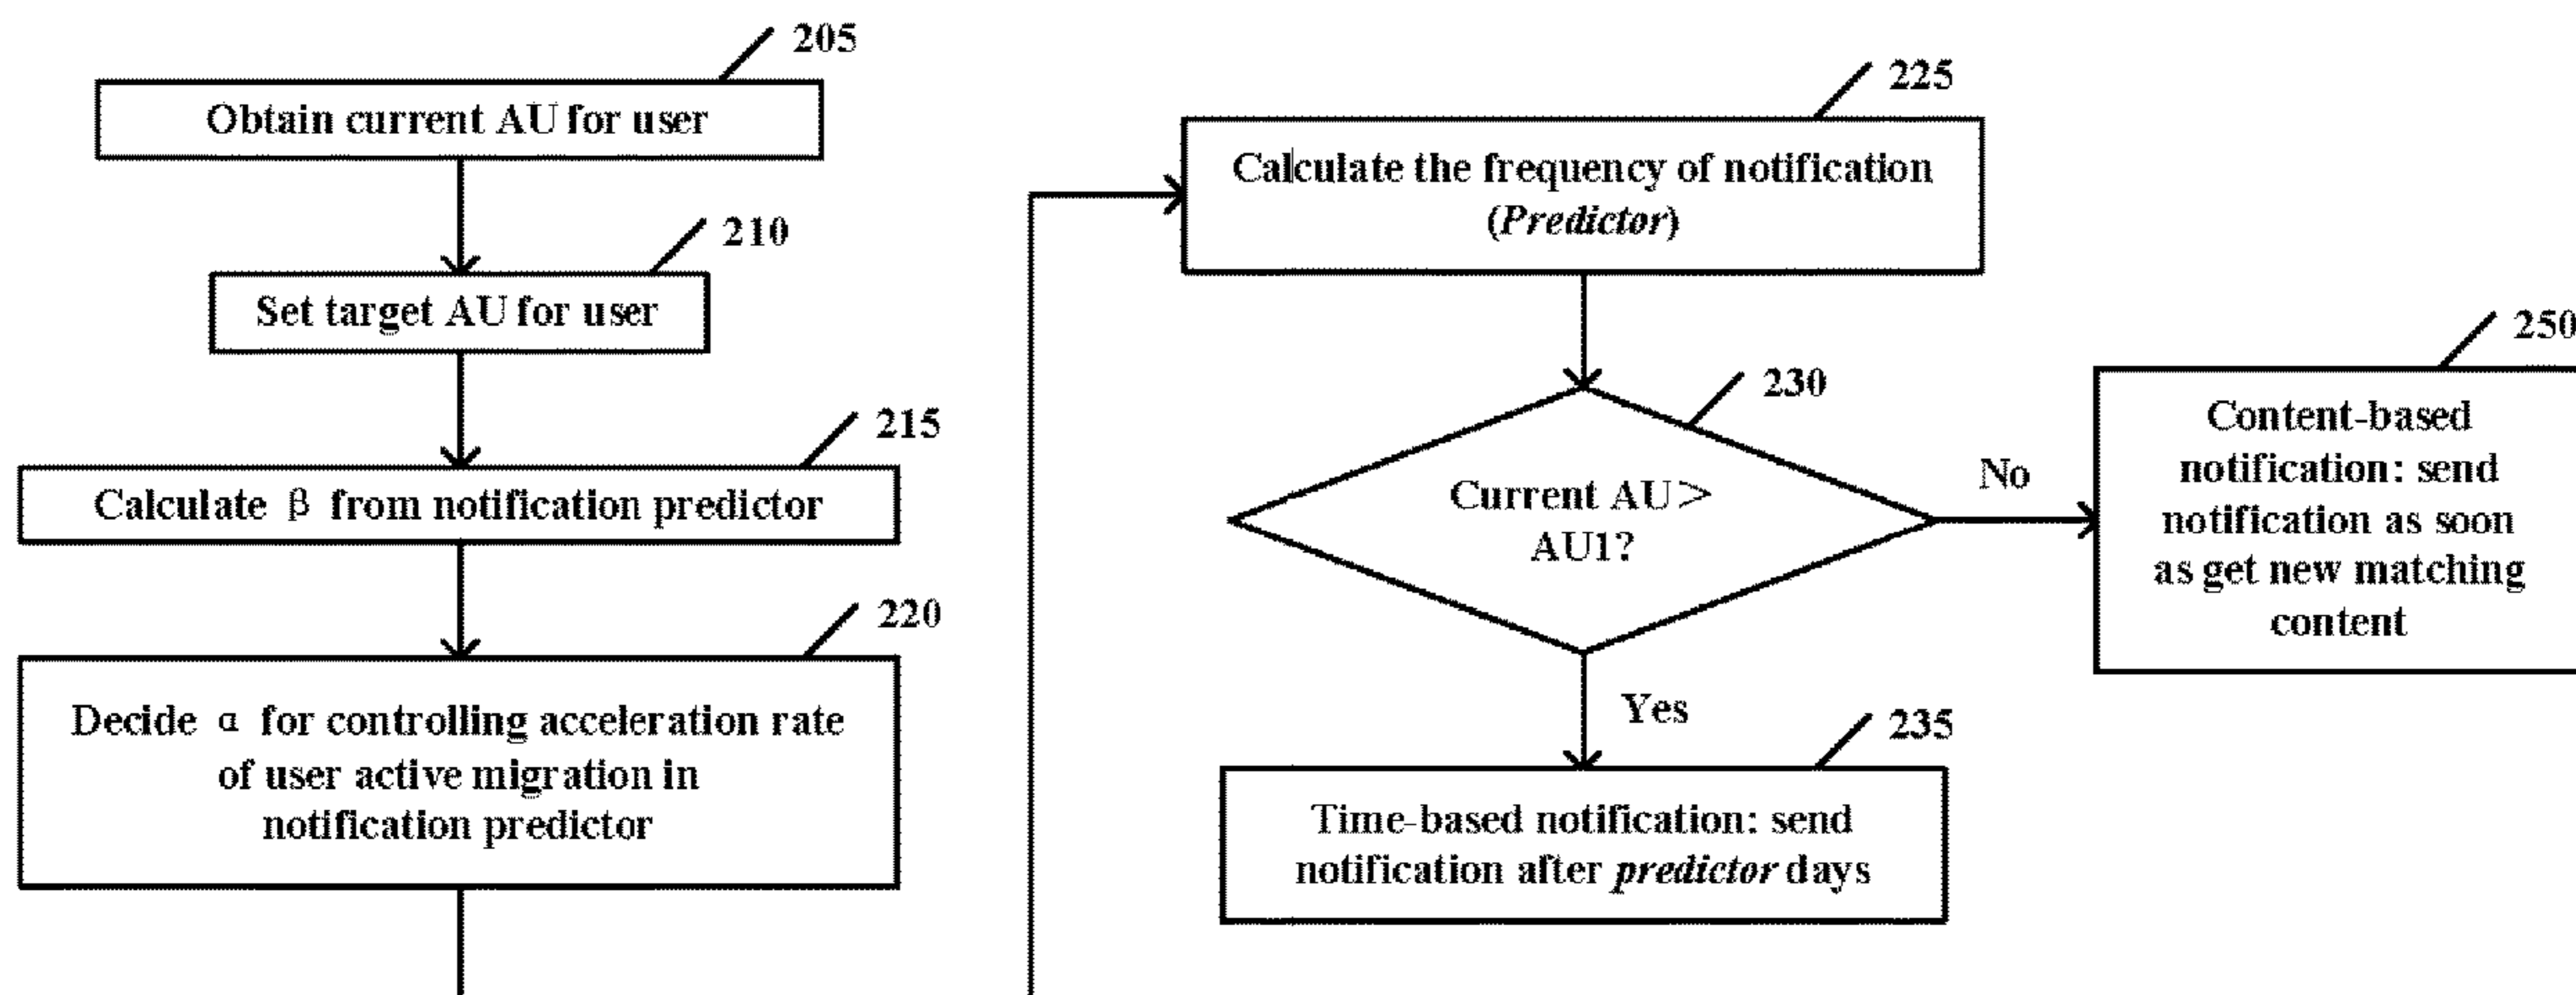 205
Obtain current AU for user
210
Set target AU for user
215
Calculate β from notification predictor
220
Decide α for controlling acceleration rate
of user active migration in
notification predictor
225
Calculate the frequency of notification
(Predictor)
230
Current AU>
AU1?
No
Yes
235
Time-based notification: send
notification after predictor days
250
Content-based
notification: send
notification as soon
as get new matching
content